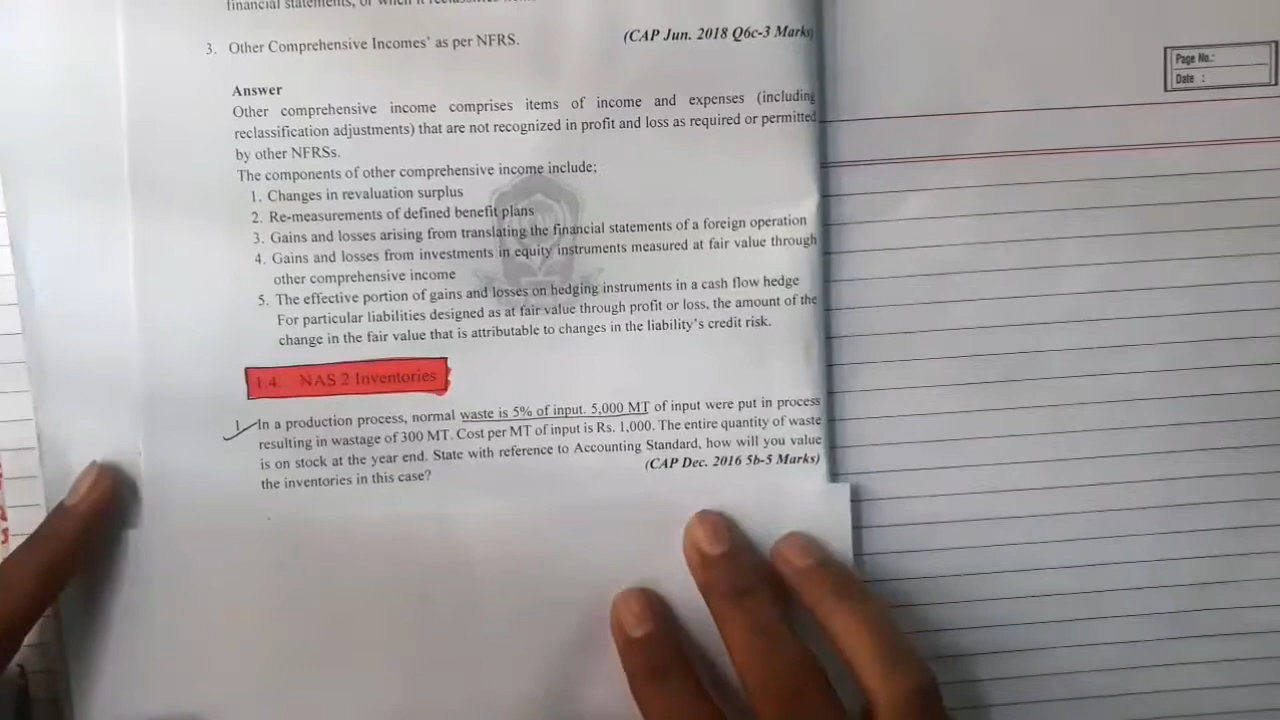 financial statements, or when it
3. Other Comprehensive Incomes' as per NFRS.
(CAP Jun. 2018 Q6c-3 Marks)
Page No.:
Date :
Answer
Other comprehensive income comprises items of income and expenses (including
reclassification adjustments) that are not recognized in profit and loss as required or permitted
by other NFRSs.
The components of other comprehensive income include;
1. Changes in revaluation surplus
2. Re-measurements of defined benefit plans
3. Gains and losses arising from translating the financial statements of a foreign operation
4. Gains and losses from investments in equity instruments measured at fair value through
other comprehensive income
5. The effective portion of gains and losses on hedging instruments in a cash flow hedge
For particular liabilities designed as at fair value through profit or loss, the amount of the
change in the fair value that is attributable to changes in the liability's credit risk.
1.4. NAS 2 Inventories
1. In a production process, normal waste is 5% of input. 5,000 MT of input were put in process
resulting in wastage of 300 MT. Cost per MT of input is Rs. 1,000. The entire quantity of waste
is on stock at the year end. State with reference to Accounting Standard, how will you value
the inventories in this case?
(CAP Dec. 2016 5b-5 Marks)